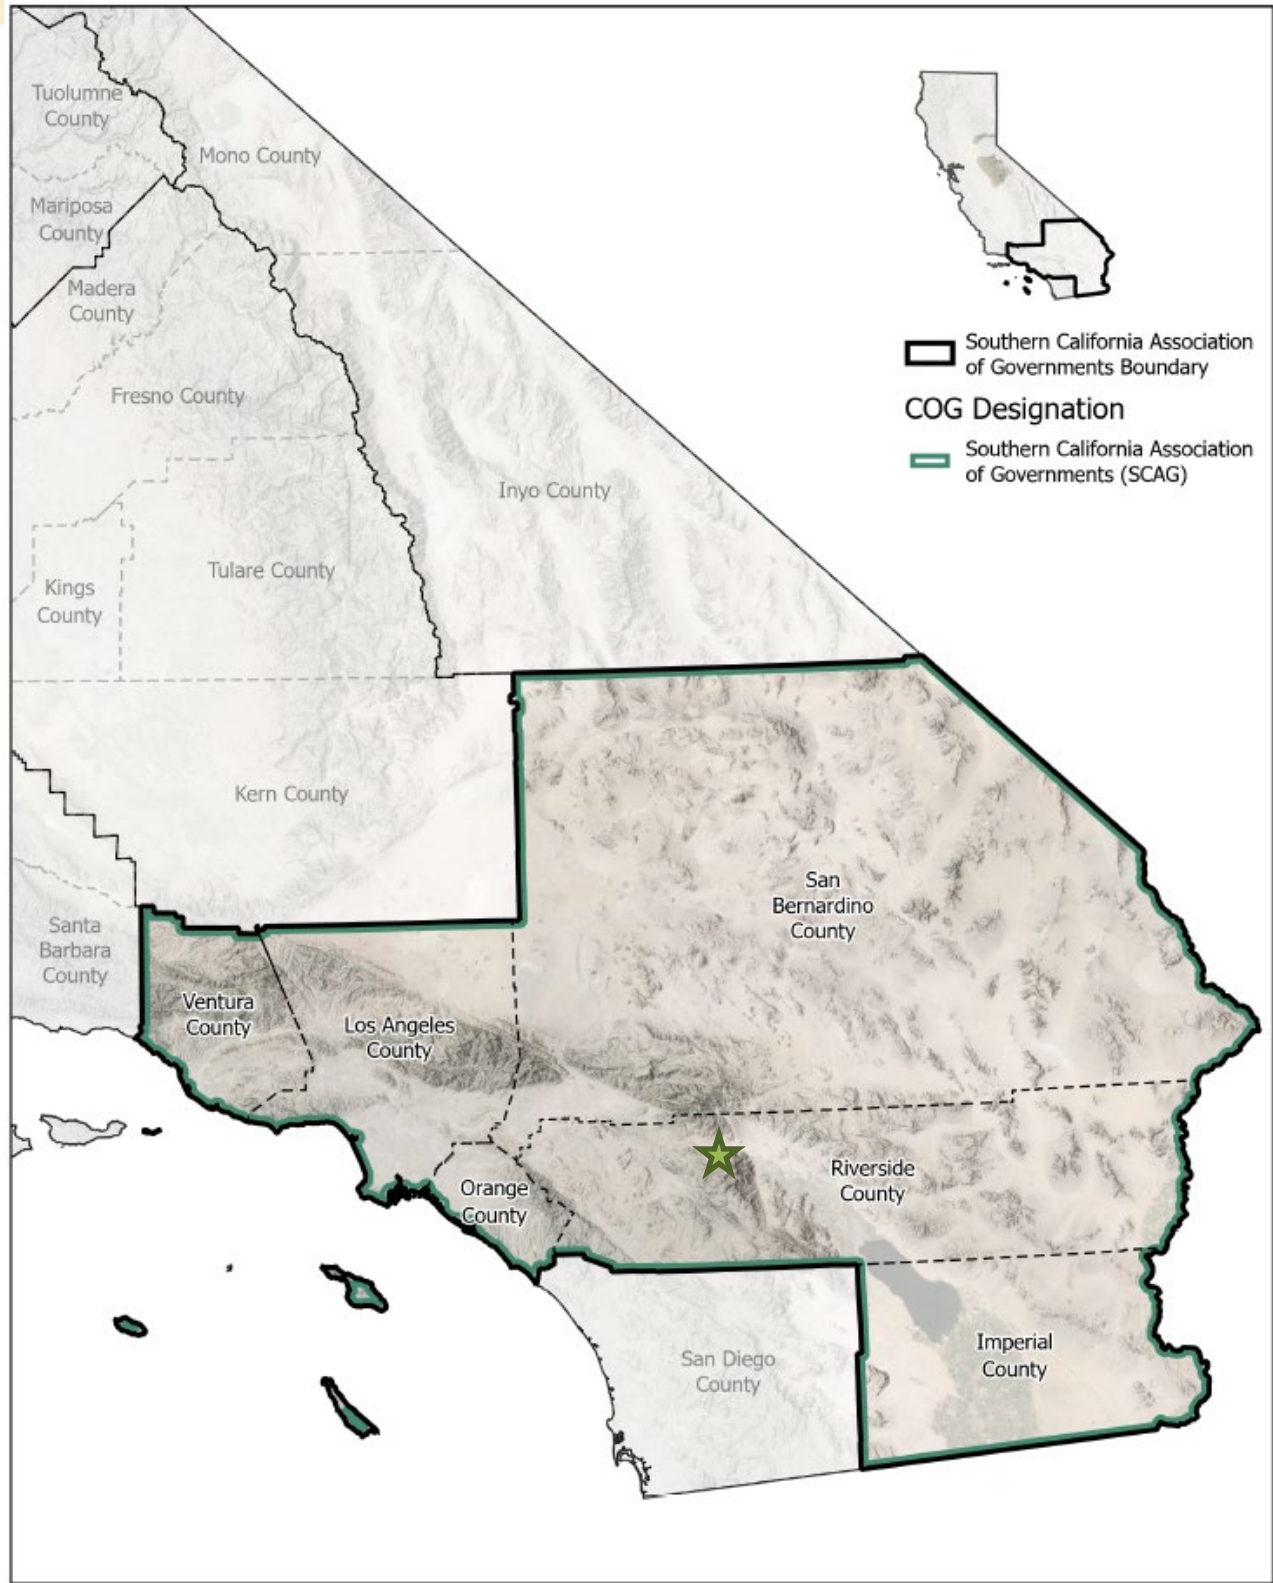 Tuolumne
County
Mono County
Mariposa
County
Madera
County
Fresno County
Inyo County
Tulare County
Kings
County
Kern County
Santa
Barbara
County
Ventura
County
Los Angeles
County
San
Bernardino
County
Orange
County
Riverside
County
Imperial
County
San Diego
County
Southern California Association
of Governments Boundary
COG Designation
Southern California Association
of Governments (SCAG)